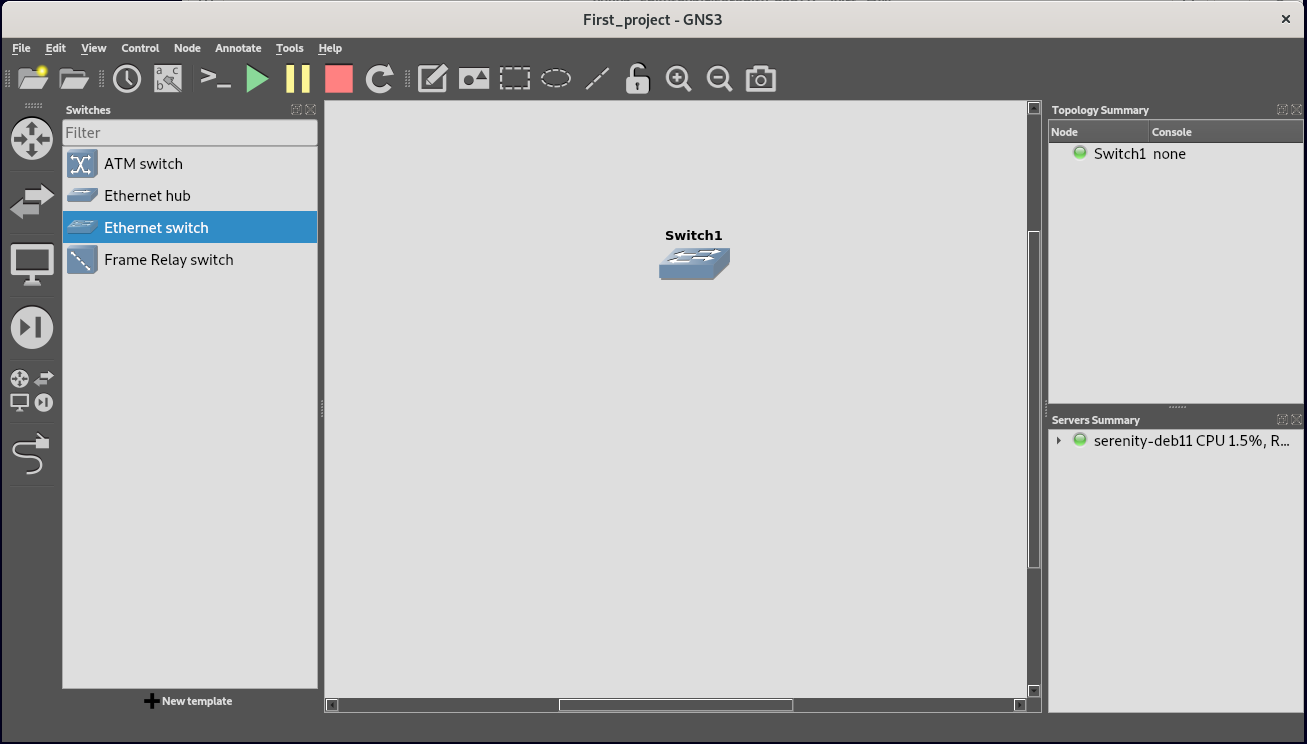 First_project - GNS3
File Edit View Control Node Annotate Tools Help
a c
b
Switches
Filter
ATM switch
Ethernet hub
Ethernet switch
Frame Relay switch
New template
Switch1
Topology Summary
Node Console
Switch1 none
Servers Summary
serenity-deb11 CPU 1.5%, R...